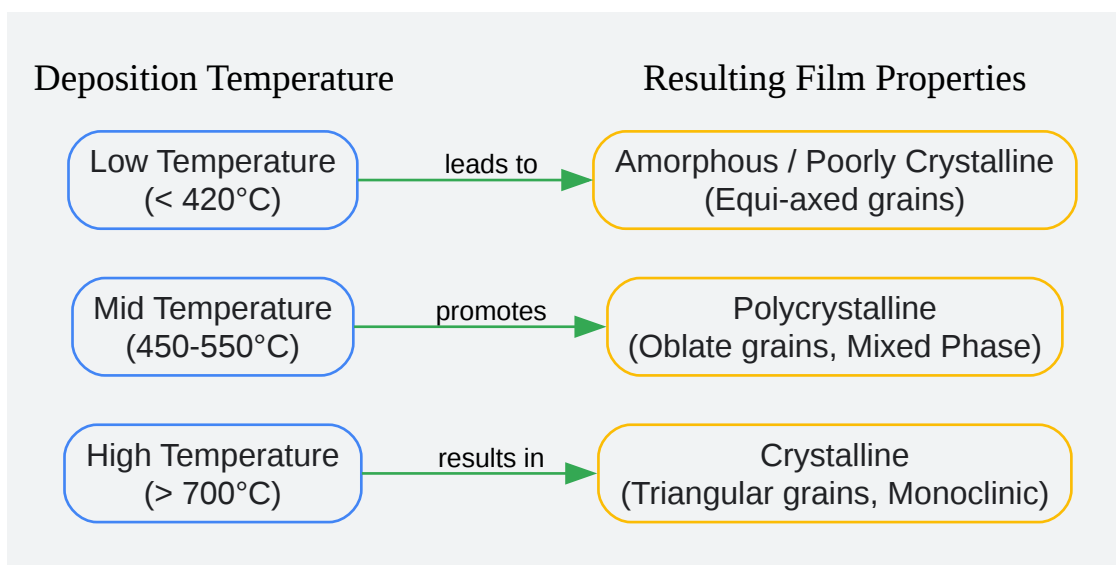 Deposition Temperature
Resulting Film Properties
Low Temperature
(< 420°C)
leads to
Amorphous / Poorly Crystalline
(Equi-axed grains)
Mid Temperature
(450-550°C)
promotes
Polycrystalline
(Oblate grains, Mixed Phase)
High Temperature
(> 700°C)
results in
Crystalline
(Triangular grains, Monoclinic)